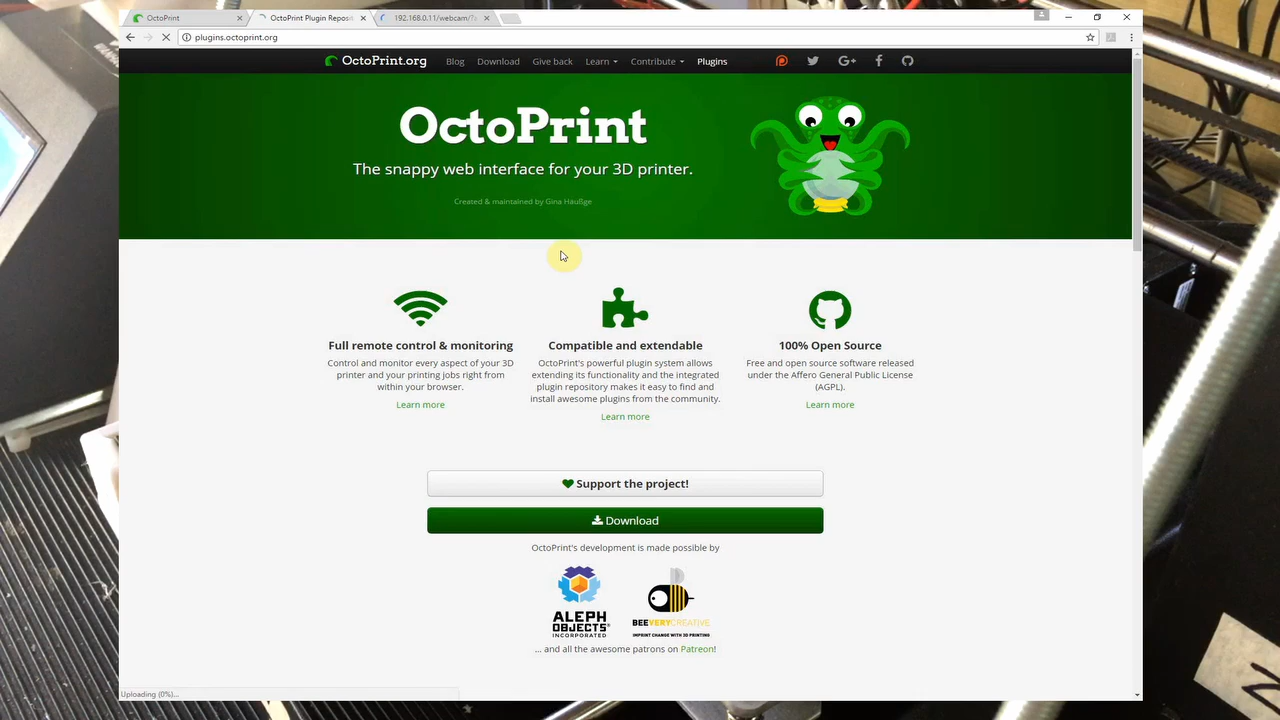 OctoPrint
OctoPrint Plugin Repos
192.168.0.11/webcam/?a
plugins.octoprint.org
OctoPrint.org Blog Download Give back Learn Contribute Plugins
OctoPrint
The snappy web interface for your 3D printer.
Created & maintained by Gina Häußge
Full remote control & monitoring
Control and monitor every aspect of your 3D
printer and your printing jobs right from
within your browser.
Learn more
Compatible and extendable
OctoPrint's powerful plugin system allows
extending its functionality and the integrated
plugin repository makes it easy to find and
install awesome plugins from the community.
Learn more
100% Open Source
Free and open source software released
under the Affero General Public License
(AGPL).
Learn more
Support the project!
Download
OctoPrint's development is made possible by
ALEPH
OBJECTS
INCORPORATED
BEEVERYCREATIVE
IMPRINT CHANGE WITH 3D PRINTING
... and all the awesome patrons on Patreon!
Uploading (0%)...